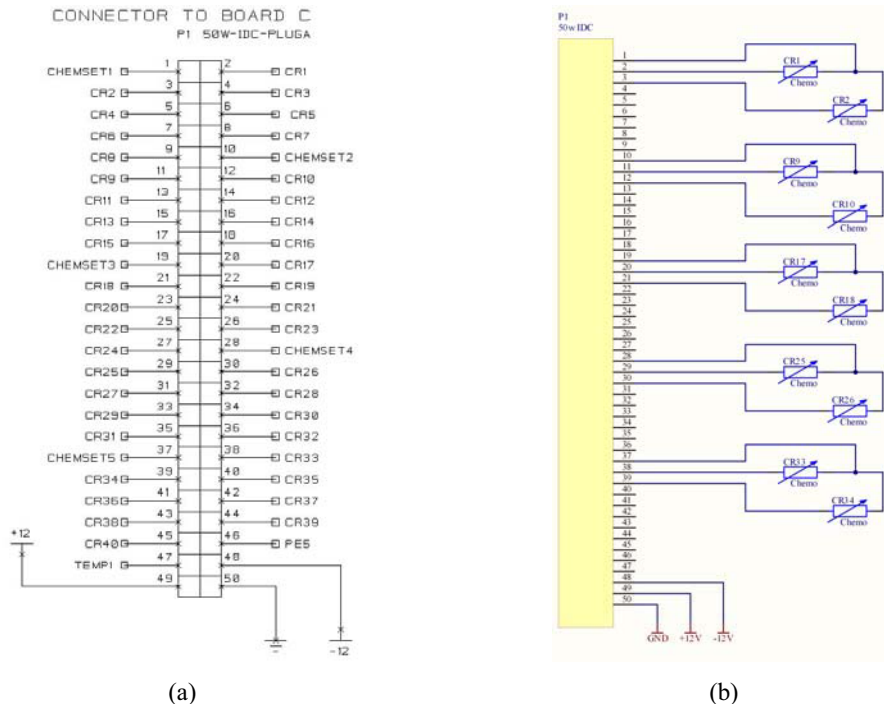 CONNECTOR TO BOARD C
P1 50W-IDC-PLUGA
CHEMSET1 1 2 CR1
CR2 3 4 CR3
CR4 5 6 CR5
CR6 7 8 CR7
CR8 9 10 CHEMSET2
CR9 11 12 CR10
CR11 13 14 CR12
CR13 15 16 CR14
CR15 17 18 CR16
CHEMSET3 19 20 CR17
CR18 21 22 CR19
CR20 23 24 CR21
CR22 25 26 CR23
CR24 27 28 CHEMSET4
CR25 29 30 CR26
CR27 31 32 CR28
CR29 33 34 CR30
CR31 35 36 CR32
CHEMSET5 37 38 CR33
CR34 39 40 CR35
CR36 41 42 CR37
CR38 43 44 CR39
CR40 45 46 PE5
TEMP1 47 48
49 50
+12
-12
(a)
P1
50w IDC
1
2
3
4
5
6
7
8
9
10
11
12
13
14
15
16
17
18
19
20
21
22
23
24
25
26
27
28
29
30
31
32
33
34
35
36
37
38
39
40
41
42
43
44
45
46
47
48
49
50
CR1
Chemo
CR2
Chemo
CR9
Chemo
CR10
Chemo
CR17
Chemo
CR18
Chemo
CR25
Chemo
CR26
Chemo
CR33
Chemo
CR34
Chemo
GND +12V -12V
(b)